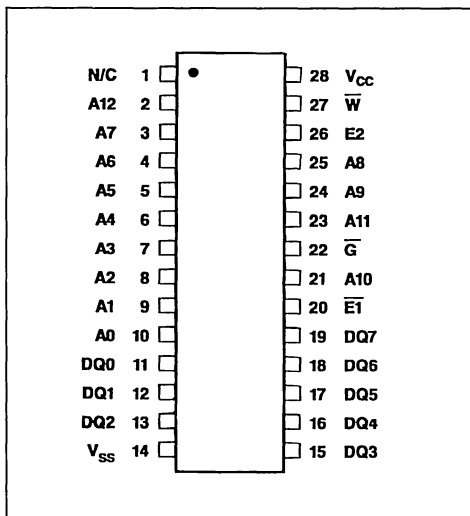 N/C 1 28 VCC
A12 2 27 W̅
A7 3 26 E2
A6 4 25 A8
A5 5 24 A9
A4 6 23 A11
A3 7 22 G̅
A2 8 21 A10
A1 9 20 E̅1̅
A0 10 19 DQ7
DQ0 11 18 DQ6
DQ1 12 17 DQ5
DQ2 13 16 DQ4
VSS 14 15 DQ3